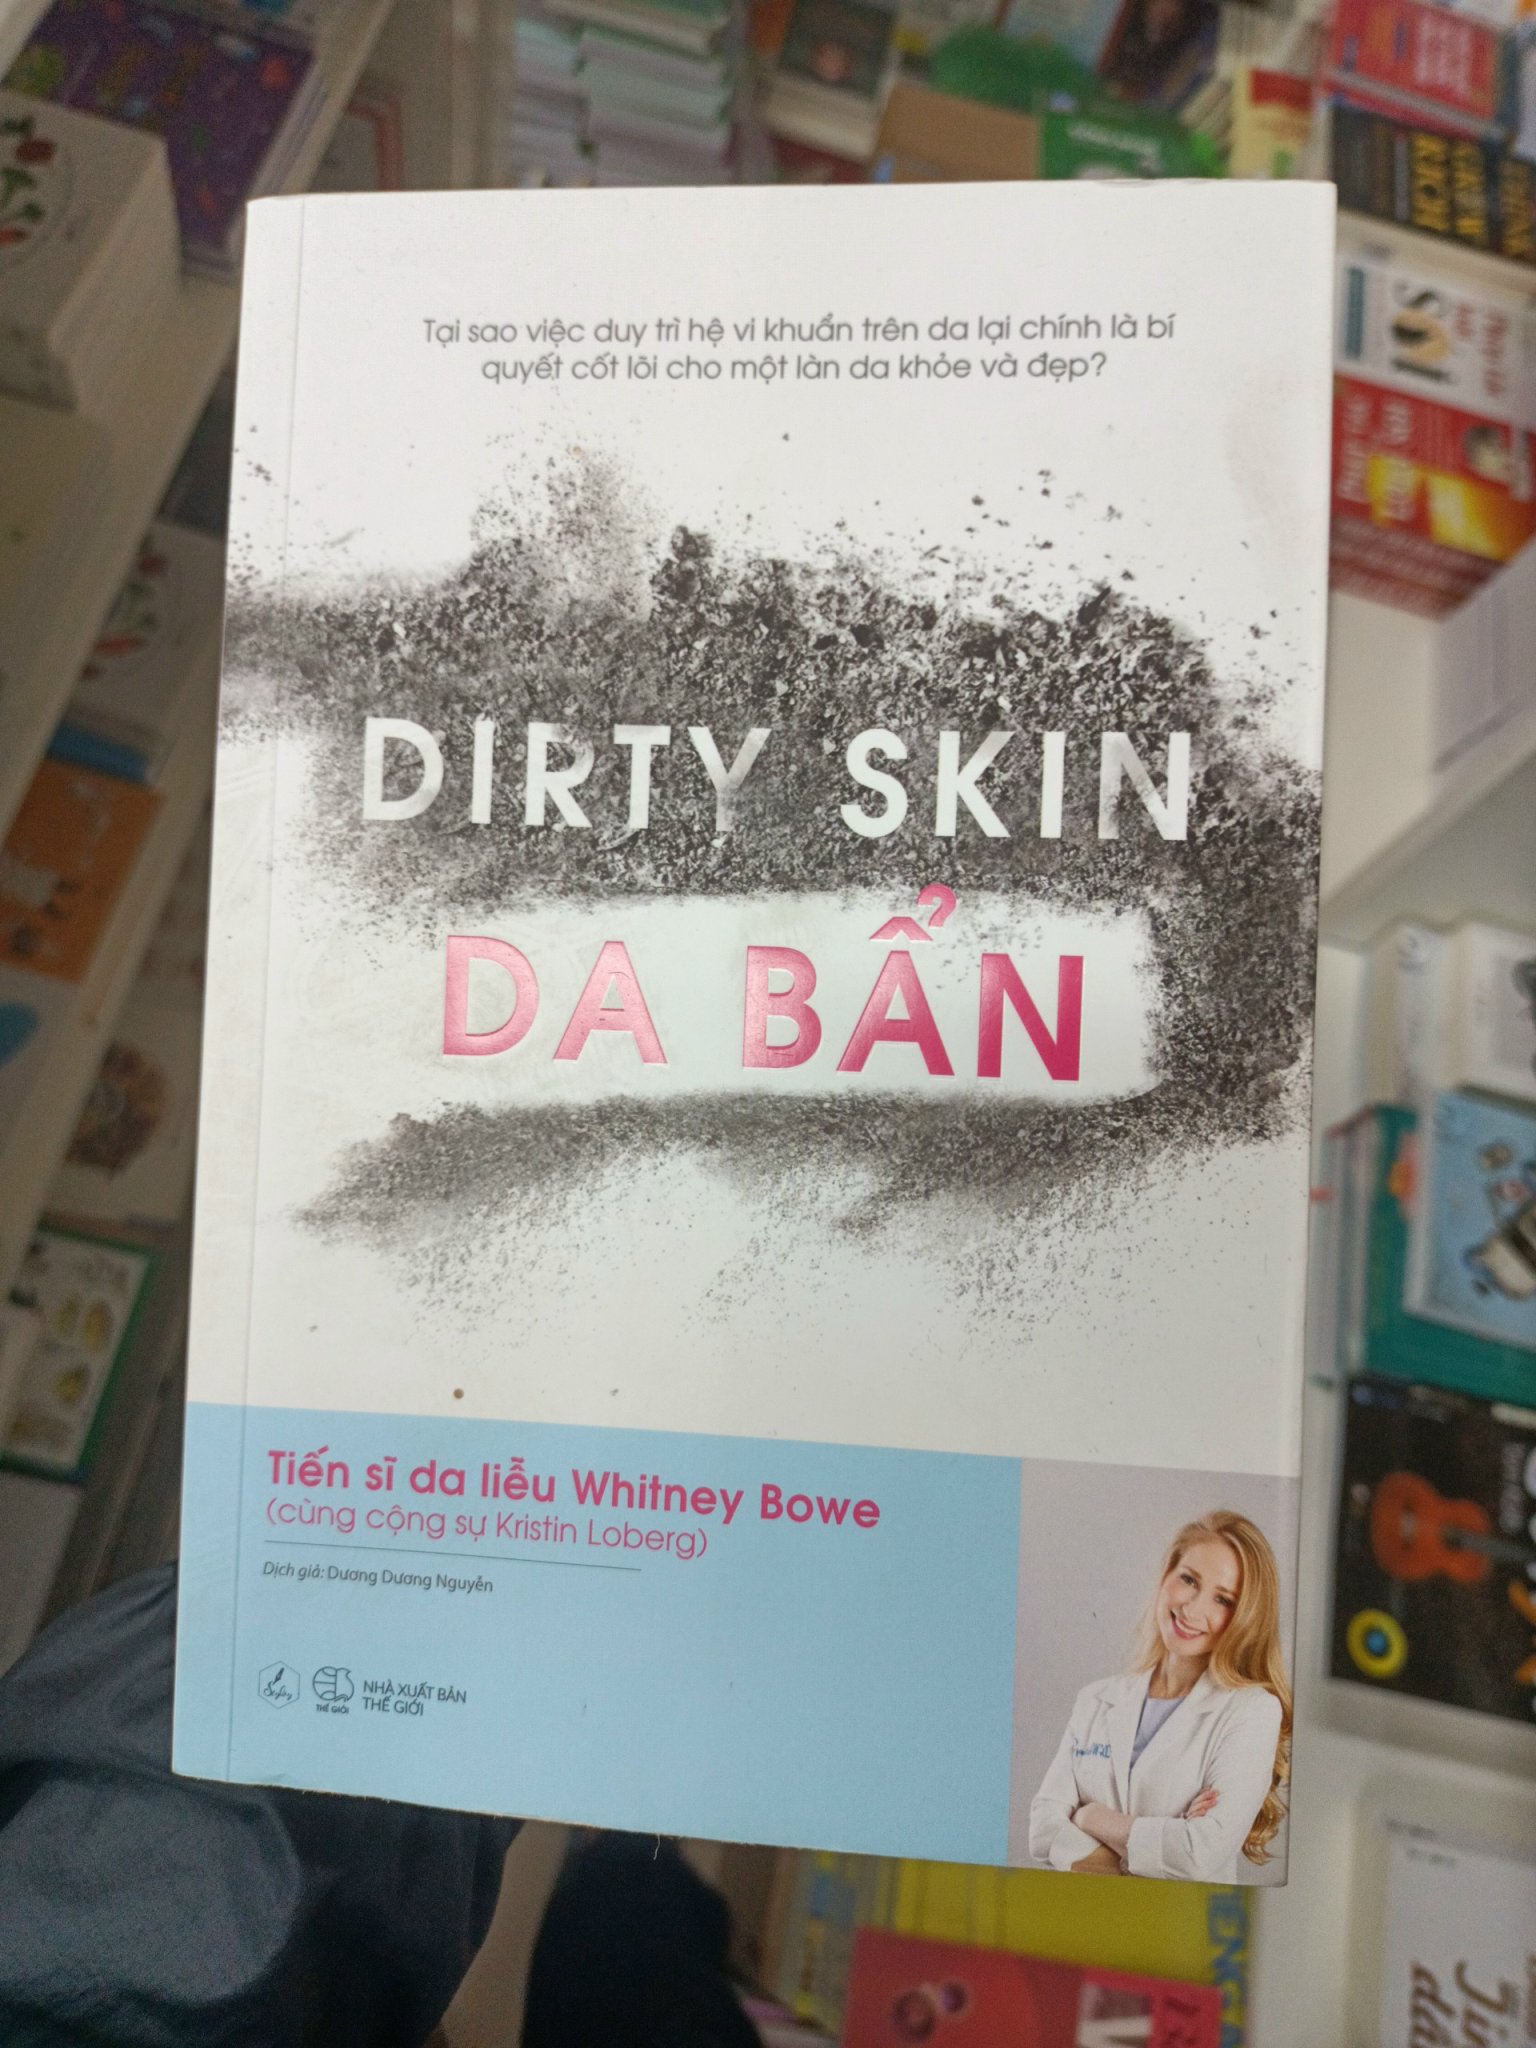 Tại sao việc duy trì hệ vi khuẩn trên da lại chính là bí
quyết cốt lõi cho một làn da khỏe và đẹp?
DIRTY SKIN
DA BẨN
Tiến sĩ da liễu Whitney Bowe
(cùng cộng sự Kristin Loberg)
Dịch giả: Dương Dương Nguyễn
THẾ GIỚI
NHÀ XUẤT BẢN
THẾ GIỚI